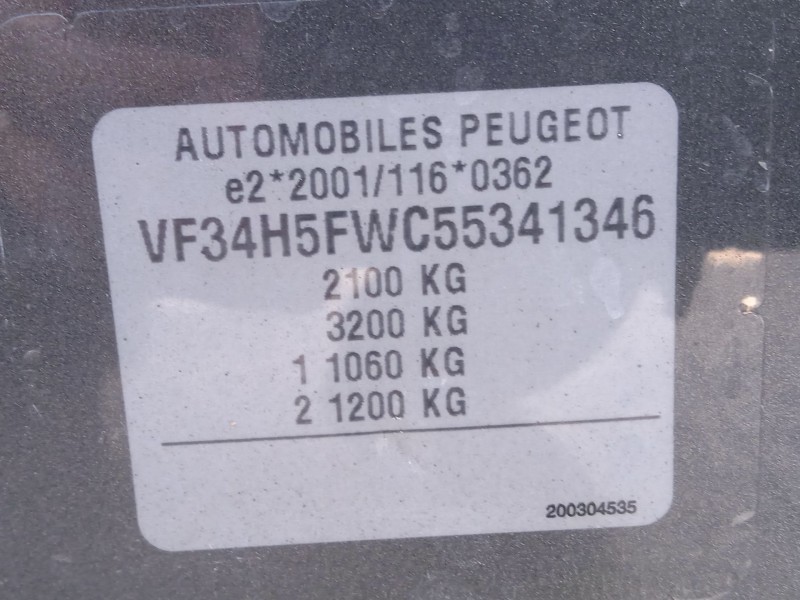 AUTOMOBILES PEUGEOT
e2*2001/116*0362
VF34H5FWC55341346
2100 KG
3200 KG
1 1060 KG
2 1200 KG
200304535